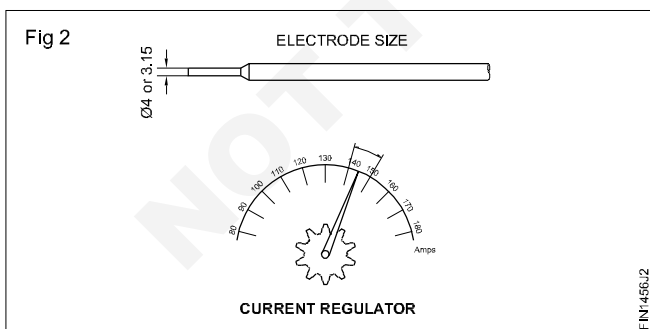 Fig 2
ELECTRODE SIZE
Ø4 or 3.15
80 90 100 110 120 130 140 150 160 170 180
Amps
CURRENT REGULATOR
FIN1456J2
NOT T